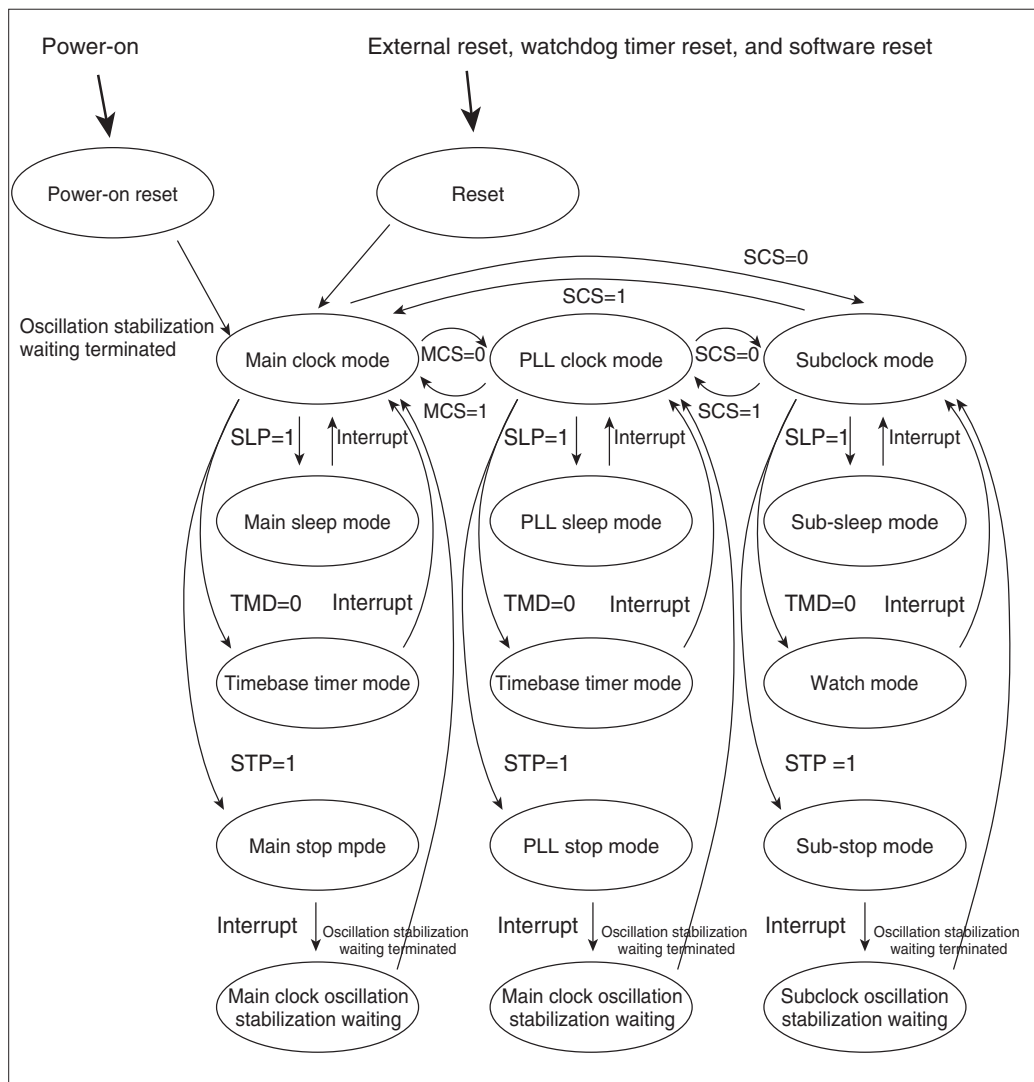 Power-on
External reset, watchdog timer reset, and software reset
Power-on reset
Reset
SCS=0
SCS=1
Oscillation stabilization
waiting terminated
Main clock mode
MCS=0
MCS=1
PLL clock mode
SCS=0
SCS=1
Subclock mode
SLP=1
Interrupt
SLP=1
Interrupt
SLP=1
Interrupt
Main sleep mode
PLL sleep mode
Sub-sleep mode
TMD=0
Interrupt
TMD=0
Interrupt
TMD=0
Interrupt
Timebase timer mode
Timebase timer mode
Watch mode
STP=1
STP=1
STP =1
Main stop mpde
PLL stop mode
Sub-stop mode
Interrupt
Oscillation stabilization
waiting terminated
Interrupt
Oscillation stabilization
waiting terminated
Interrupt
Oscillation stabilization
waiting terminated
Main clock oscillation
stabilization waiting
Main clock oscillation
stabilization waiting
Subclock oscillation
stabilization waiting